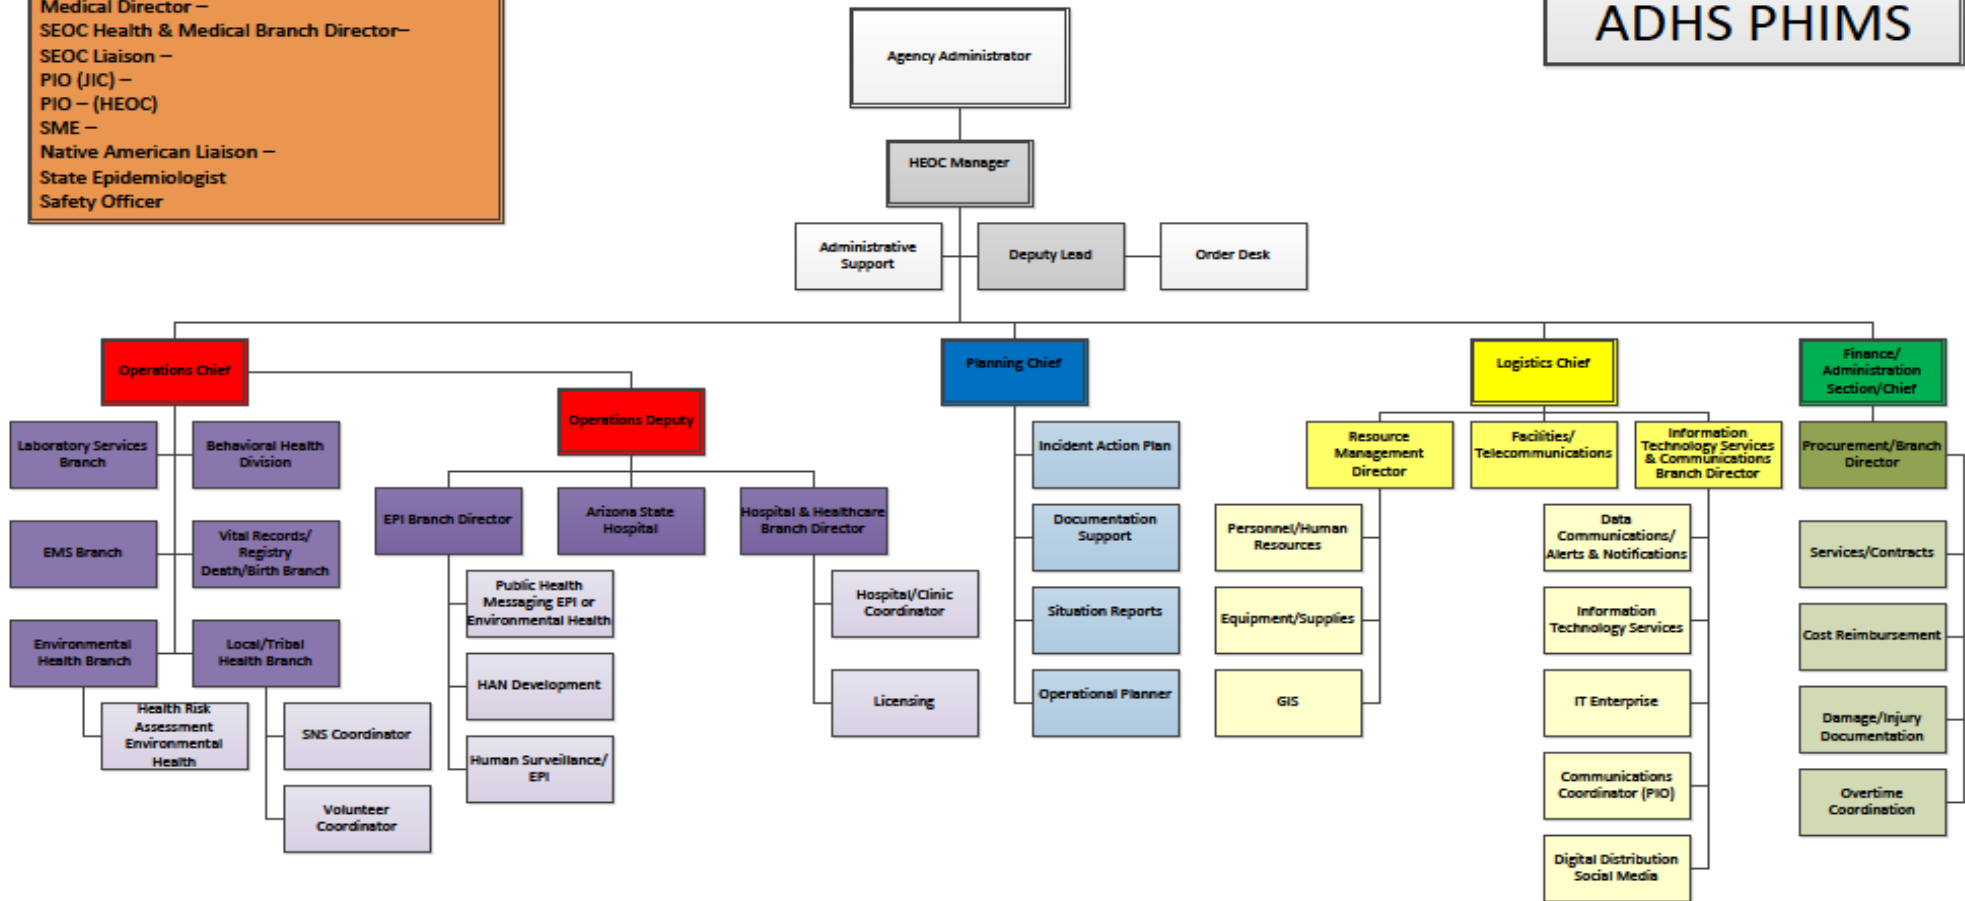 Medical Director –
SEOC Health & Medical Branch Director–
SEOC Liaison –
PIO (JIC) –
PIO – (HEOC)
SME –
Native American Liaison –
State Epidemiologist
Safety Officer
ADHS PHIMS
Agency Administrator
HEOC Manager
Administrative
Support
Deputy Lead
Order Desk
Operations Chief
Operations Deputy
Planning Chief
Logistics Chief
Finance/
Administration
Section/Chief
Laboratory Services
Branch
Behavioral Health
Division
EMS Branch
Vital Records/
Registry
Death/Birth Branch
Environmental
Health Branch
Local/Tribal
Health Branch
Health Risk
Assessment
Environmental
Health
SNS Coordinator
Volunteer
Coordinator
EPI Branch Director
Arizona State
Hospital
Hospital & Healthcare
Branch Director
Public Health
Messaging EPI or
Environmental Health
HAN Development
Human Surveillance/
EPI
Hospital/Clinic
Coordinator
Licensing
Incident Action Plan
Documentation
Support
Situation Reports
Operational Planner
Resource
Management
Director
Facilities/
Telecommunications
Information
Technology Services
& Communications
Branch Director
Personnel/Human
Resources
Equipment/Supplies
GIS
Data
Communications/
Alerts & Notifications
Information
Technology Services
IT Enterprise
Communications
Coordinator (PIO)
Digital Distribution
Social Media
Procurement/Branch
Director
Services/Contracts
Cost Reimbursement
Damage/Injury
Documentation
Overtime
Coordination